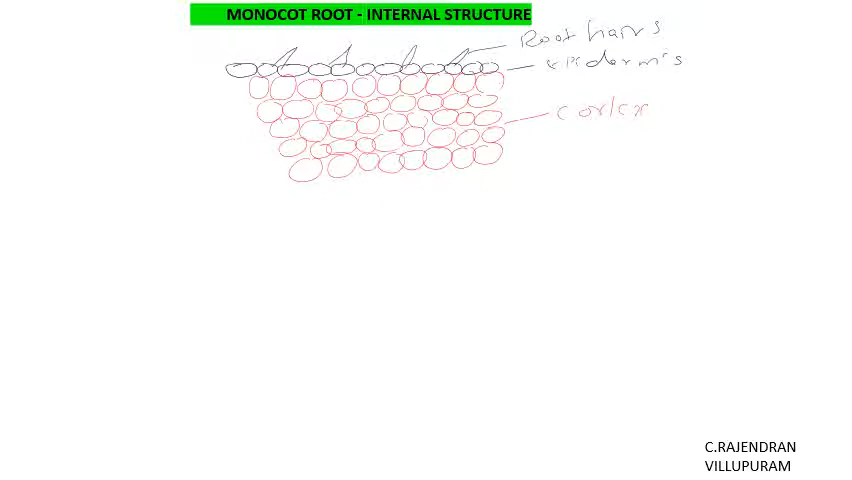 MONOCOT ROOT - INTERNAL STRUCTURE
Root hairs
epidermis
cortex
C.RAJENDRAN
VILLUPURAM